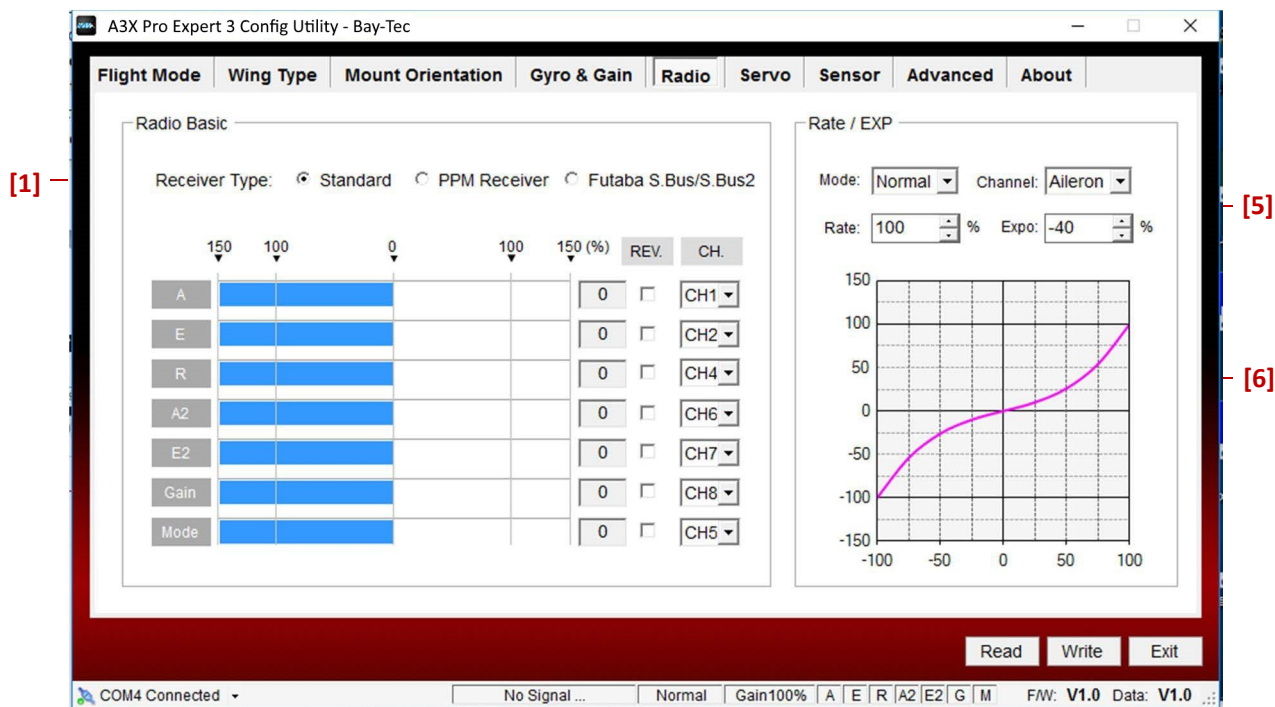 A3X Pro Expert 3 Config Utility - Bay-Tec
Flight Mode Wing Type Mount Orientation Gyro & Gain Radio Servo Sensor Advanced About
Radio Basic
[1]
Receiver Type: Standard PPM Receiver Futaba S.Bus/S.Bus2
150 100 0 100 150 (%) REV. CH.
A 0 CH1
E 0 CH2
R 0 CH4
A2 0 CH6
E2 0 CH7
Gain 0 CH8
Mode 0 CH5
Rate / EXP
Mode: Normal Channel: Aileron
[5]
Rate: 100 % Expo: -40 %
150
100
50
[6]
0
-50
-100
-150
-100 -50 0 50 100
Read Write Exit
COM4 Connected No Signal ... Normal Gain100% A E R A2 E2 G M F/W: V1.0 Data: V1.0